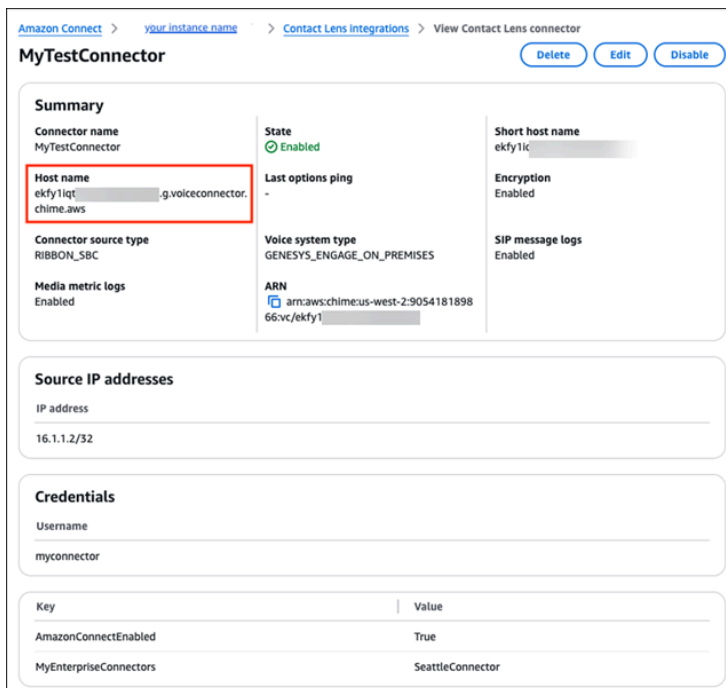 Amazon Connect > your instance name > Contact Lens integrations > View Contact Lens connector
MyTestConnector
Delete Edit Disable
Summary
Connector name
MyTestConnector
State
Enabled
Short host name
ekfy1ic
Host name
ekfy1iqt .g.voiceconnector.
chime.aws
Last options ping
-
Encryption
Enabled
Connector source type
RIBBON_SBC
Voice system type
GENESYS_ENGAGE_ON_PREMISES
SIP message logs
Enabled
Media metric logs
Enabled
ARN
arn:aws:chime:us-west-2:9054181898
66:vc/ekfy1
Source IP addresses
IP address
16.1.1.2/32
Credentials
Username
myconnector
Key Value
AmazonConnectEnabled True
MyEnterpriseConnectors SeattleConnector